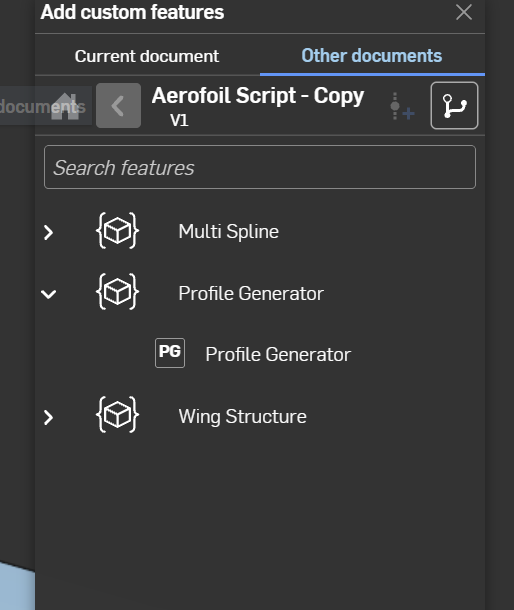 Add custom features
Current document
Other documents
documents
Aerofoil Script - Copy
V1
Search features
Multi Spline
Profile Generator
PG
Profile Generator
Wing Structure